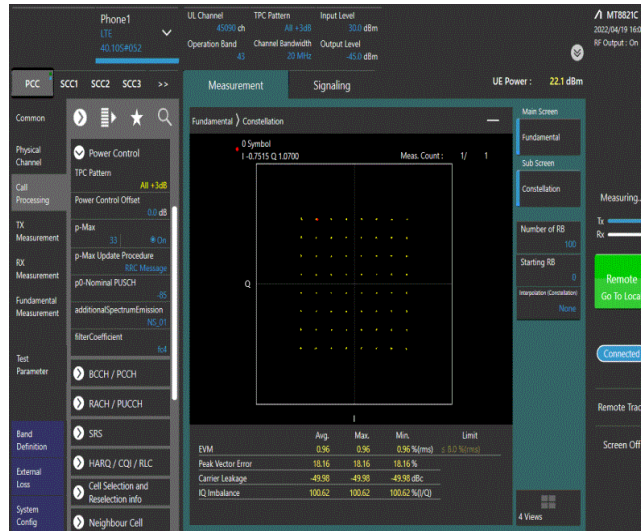 Phone1
LTE
40.105#052
UL Channel
45090 ch
TPC Pattern
All +3dB
Input Level
30.0 dBm
Operation Band
43
Channel Bandwidth
20 MHz
Output Level
-45.0 dBm
MT8821C
2022/04/19 16:0
RF Output : On
PCC SCC1 SCC2 SCC3 >>
Measurement
Signaling
UE Power : 22.1 dBm
Common
Physical
Channel
Call
Processing
TX
Measurement
RX
Measurement
Fundamental
Measurement
Test
Parameter
Band
Definition
External
Loss
System
Config
Power Control
TPC Pattern
All +3dB
Power Control Offset
0.0 dB
p-Max
33 On
p-Max Update Procedure
RRC Message
p0-Nominal PUSCH
-85
additionalSpectrumEmission
NS_01
filterCoefficient
fc4
BCCH / PCCH
RACH / PUCCH
SRS
HARQ / CQI / RLC
Cell Selection and
Reselection info
Neighbour Cell
Fundamental 〉 Constellation
0 Symbol
I -0.7515 Q 1.0700
Meas. Count : 1/ 1
Q
I
Avg. Max. Min. Limit
EVM 0.96 0.96 0.96 %(rms) ≤ 8.0 %(rms)
Peak Vector Error 18.16 18.16 18.16 %
Carrier Leakage -49.98 -49.98 -49.98 dBc
IQ Imbalance 100.62 100.62 100.62 %(I/Q)
Main Screen
Fundamental
Sub Screen
Constellation
Number of RB
100
Starting RB
0
Interpolation (Constellation)
None
4 Views
Measuring..
Tx
Rx
Remote
Go To Loca
Connected
Remote Trac
Screen Off